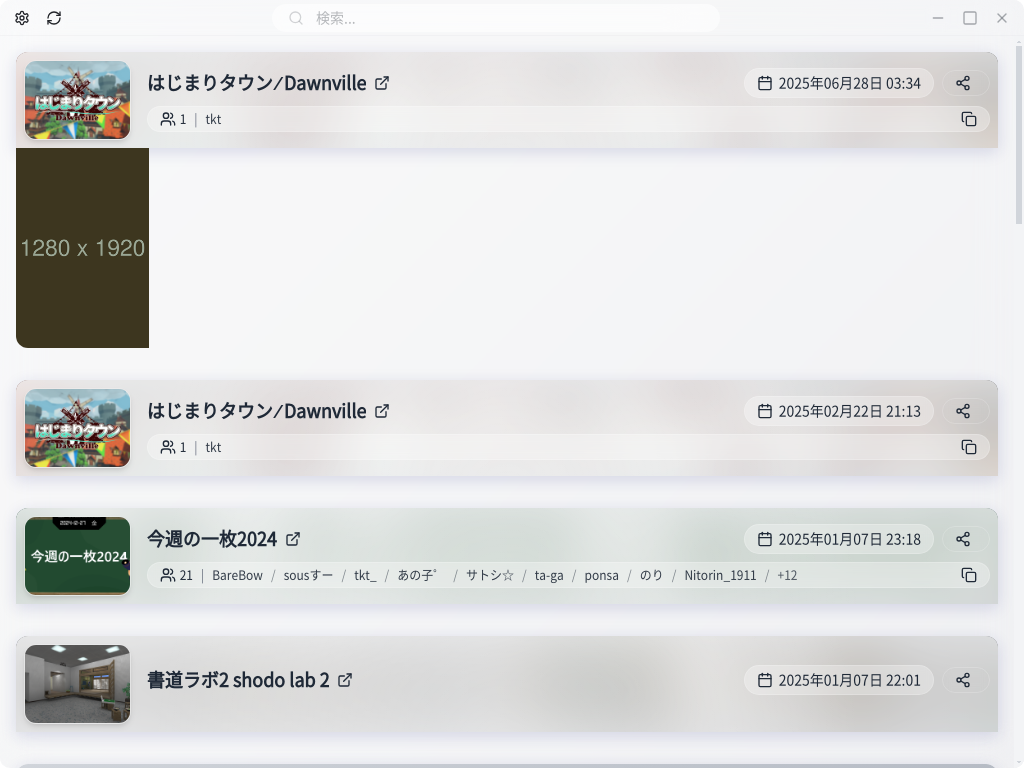 検索...
はじまりタウン/Dawnville
2025年06月28日 03:34
はじまりタウン
Dawnville
1 | tkt
1280 x 1920
はじまりタウン/Dawnville
2025年02月22日 21:13
はじまりタウン
Dawnville
1 | tkt
今週の一枚2024
2025年01月07日 23:18
今週の一枚2024
21 | BareBow / sousすー / tkt_ / あの子゜ / サトシ☆ / ta-ga / ponsa / のり / Nitorin_1911 / +12
書道ラボ2 shodo lab 2
2025年01月07日 22:01